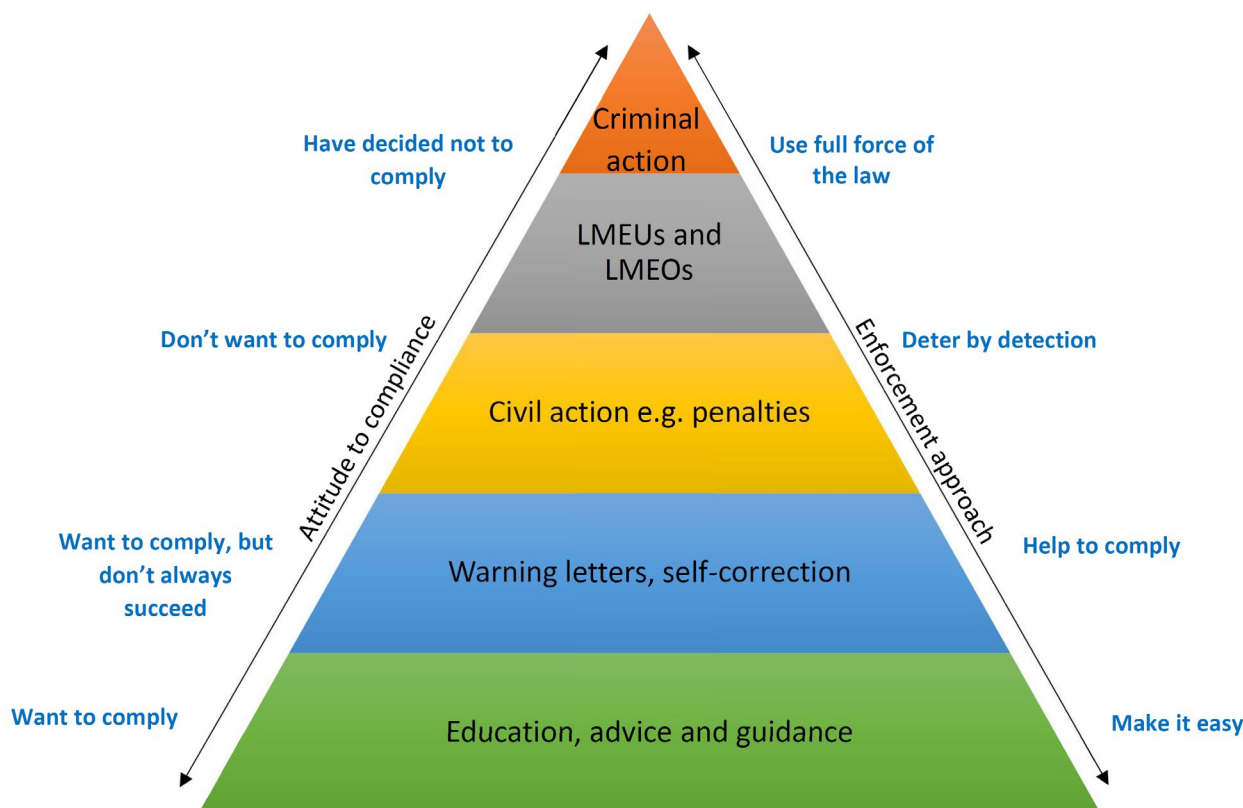 Criminal
action
Have decided not to
comply
Use full force of
the law
LMEUs and
LMEOs
Don’t want to comply
Attitude to compliance
Enforcement approach
Deter by detection
Civil action e.g. penalties
Want to comply, but
don’t always
succeed
Warning letters, self-correction
Help to comply
Want to comply
Education, advice and guidance
Make it easy